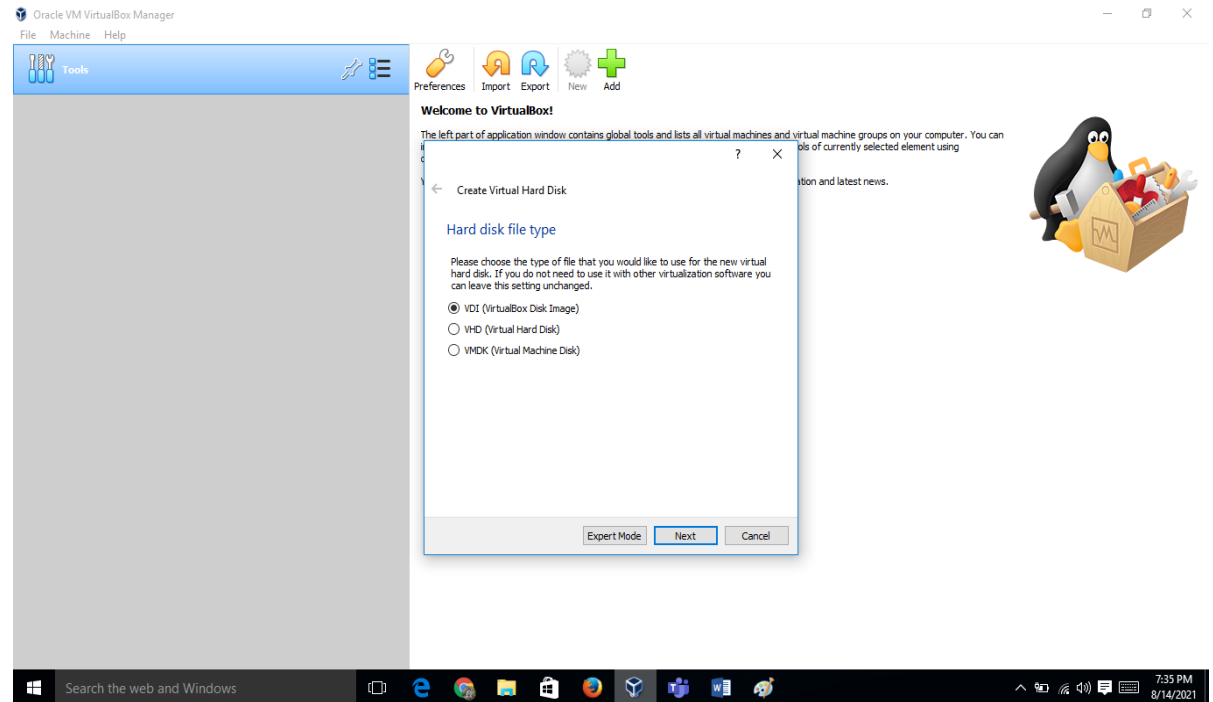 Oracle VM VirtualBox Manager
File Machine Help
Tools
Preferences Import Export New Add
Welcome to VirtualBox!
The left part of application window contains global tools and lists all virtual machines and virtual machine groups on your computer. You can
ols of currently selected element using
tion and latest news.
?
Create Virtual Hard Disk
Hard disk file type
Please choose the type of file that you would like to use for the new virtual
hard disk. If you do not need to use it with other virtualization software you
can leave this setting unchanged.
VDI (VirtualBox Disk Image)
VHD (Virtual Hard Disk)
VMDK (Virtual Machine Disk)
Expert Mode Next Cancel
Search the web and Windows
7:35 PM
8/14/2021